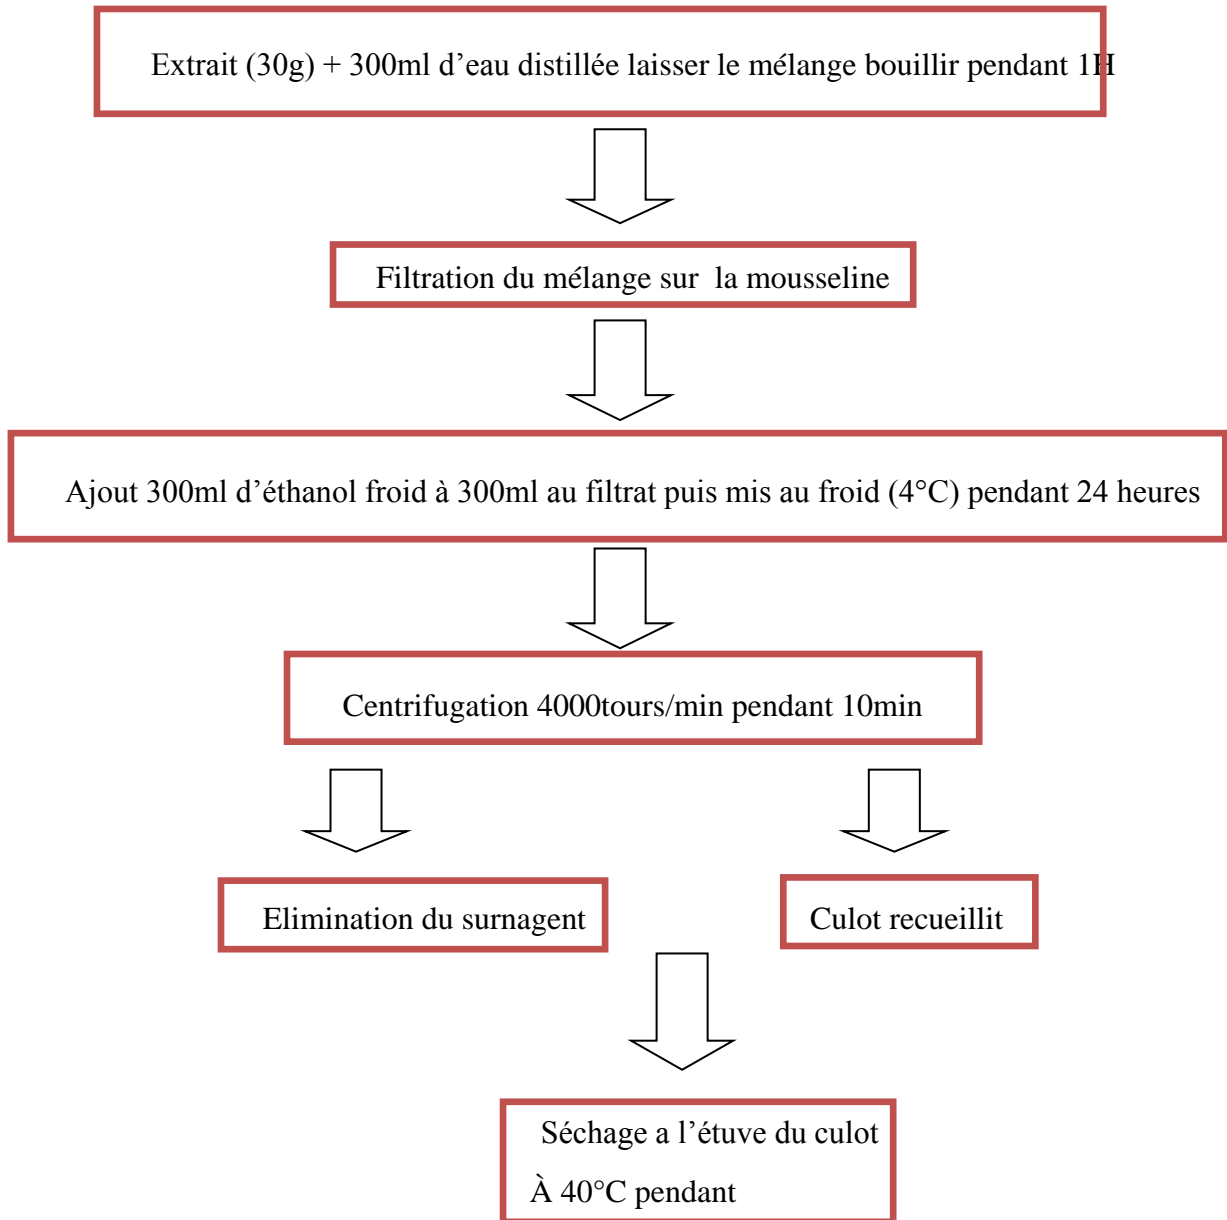 Extrait (30g) + 300ml d’eau distillée laisser le mélange bouillir pendant 1H
Filtration du mélange sur la mousseline
Ajout 300ml d’éthanol froid à 300ml au filtrat puis mis au froid (4°C) pendant 24 heures
Centrifugation 4000tours/min pendant 10min
Elimination du surnagent
Culot recueillit
Séchage a l’étuve du culot
À 40°C pendant